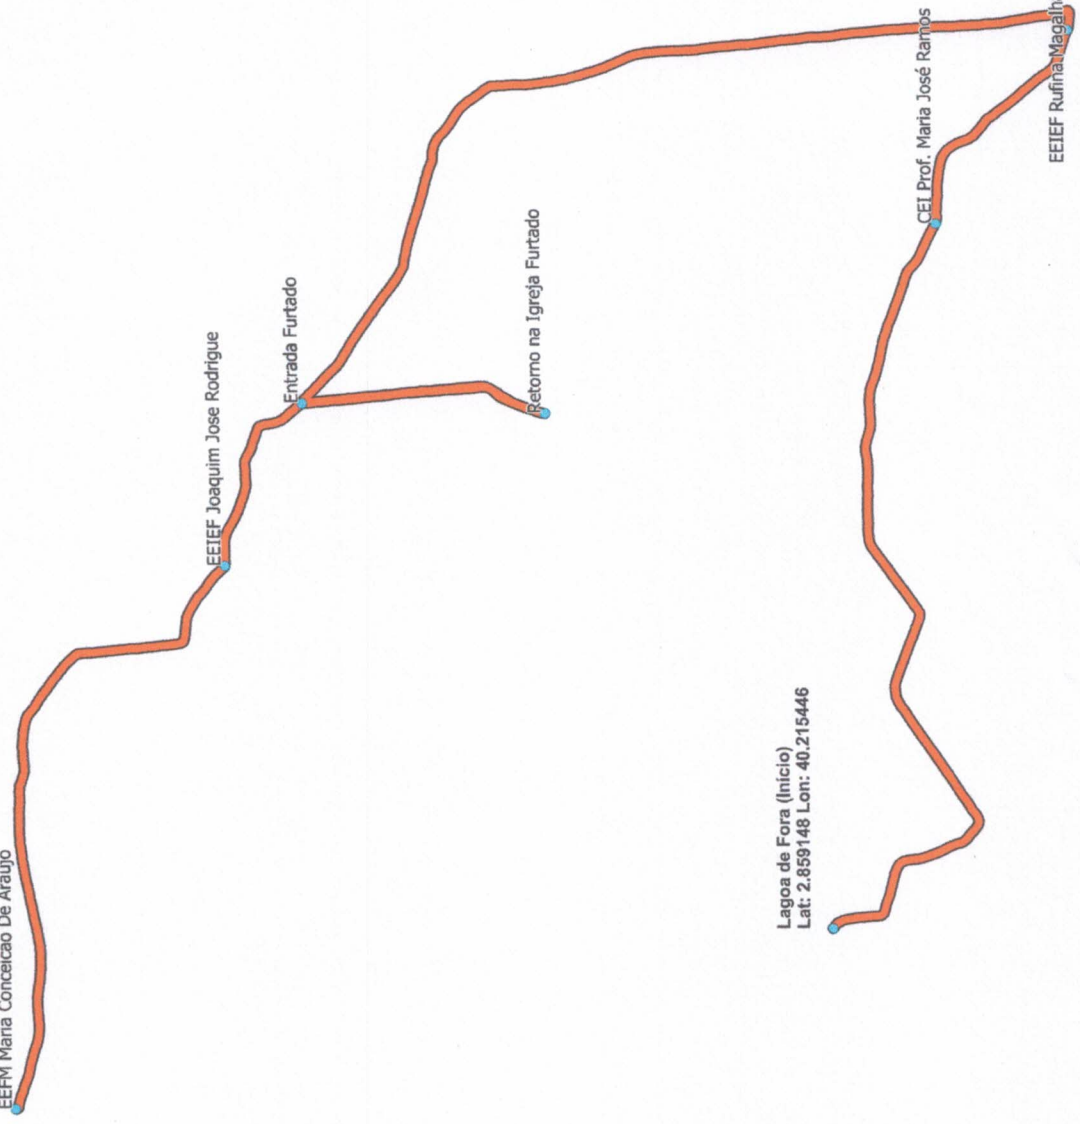 EEFM Maria Conceicao De Araujo
EEIEF Joaquim Jose Rodrigue
Entrada Furtado
Retorno na Igreja Furtado
Lagoa de Fora (Início)
Lat: 2.859148 Lon: 40.215446
CEI Prof. Maria José Ramos
EEIEF Rufina Magalh